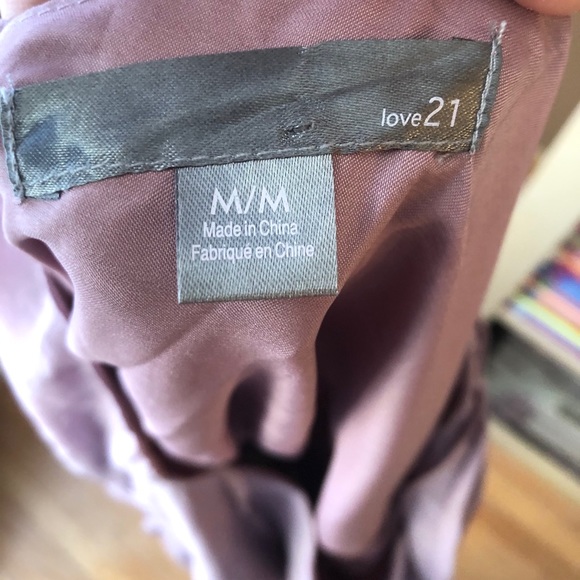 love21
M/M
Made in China
Fabriqué en Chine